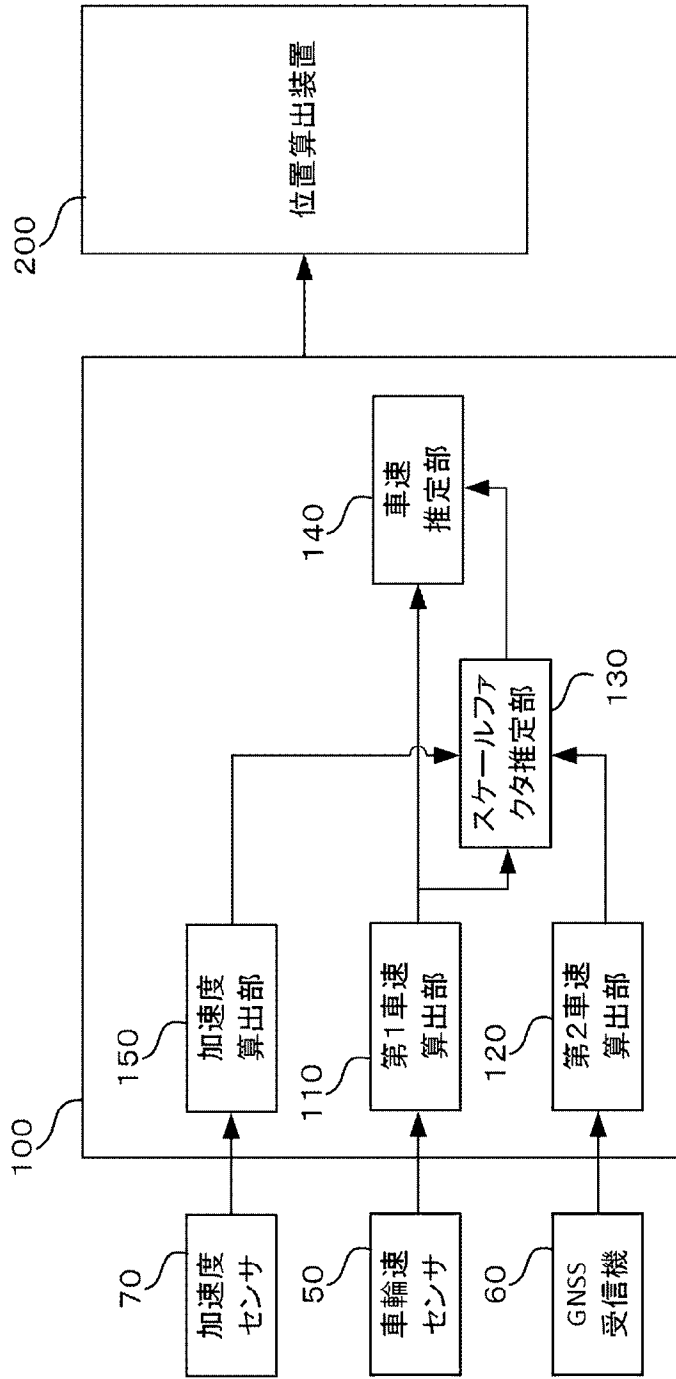 100
200
70
加速度
センサ
150
加速度
算出部
140
車速
推定部
位置算出装置
50
車輪速
センサ
110
第1車速
算出部
スケールファ
クタ推定部
130
60
GNSS
受信機
120
第2車速
算出部